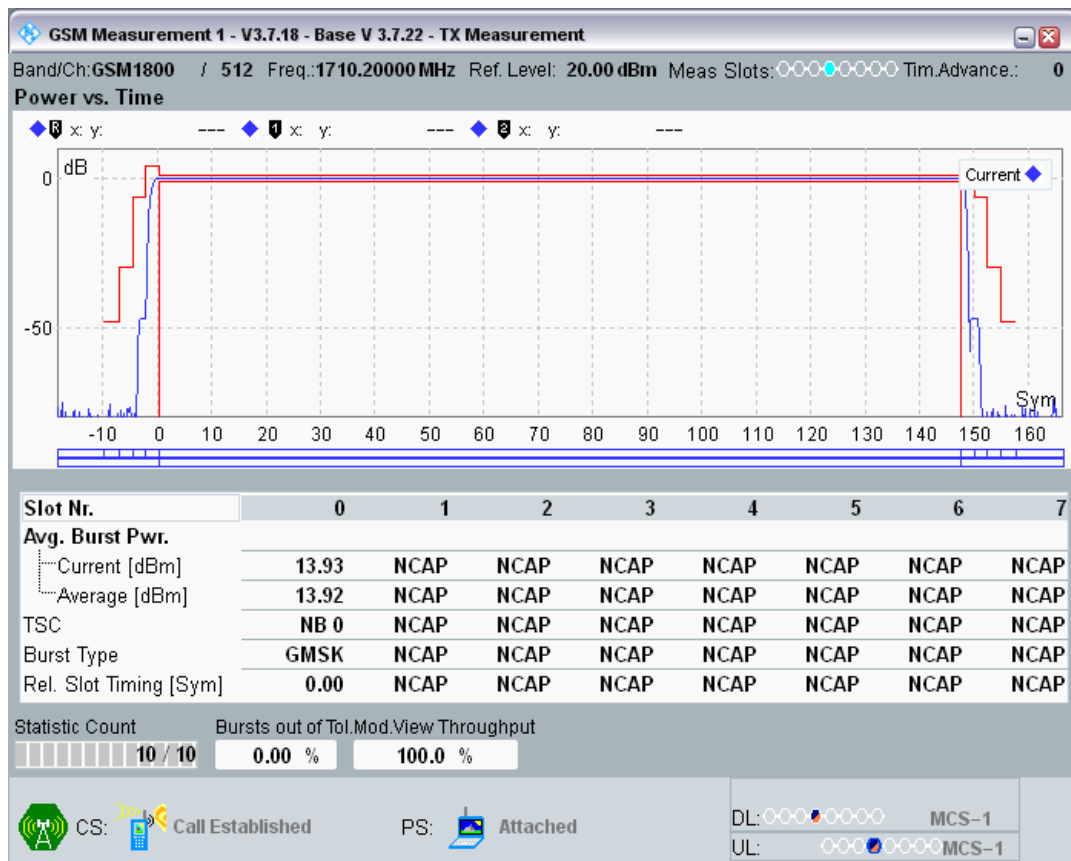 GSM Measurement 1 - V3.7.18 - Base V 3.7.22 - TX Measurement
Band/Ch:GSM1800 / 512 Freq.:1710.20000 MHz Ref. Level: 20.00 dBm Meas Slots: Tim.Advance.: 0
Power vs. Time
R x: y: --- 1 x: y: --- 2 x: y: ---
dB
0
Current
-50
Sym
-10 0 10 20 30 40 50 60 70 80 90 100 110 120 130 140 150 160
Slot Nr. 0 1 2 3 4 5 6 7
Avg. Burst Pwr.
Current [dBm] 13.93 NCAP NCAP NCAP NCAP NCAP NCAP NCAP
Average [dBm] 13.92 NCAP NCAP NCAP NCAP NCAP NCAP NCAP
TSC NB 0 NCAP NCAP NCAP NCAP NCAP NCAP NCAP
Burst Type GMSK NCAP NCAP NCAP NCAP NCAP NCAP NCAP
Rel. Slot Timing [Sym] 0.00 NCAP NCAP NCAP NCAP NCAP NCAP NCAP
Statistic Count Bursts out of Tol.Mod.View Throughput
10 / 10 0.00 % 100.0 %
CS: Call Established PS: Attached DL: MCS-1
UL: MCS-1